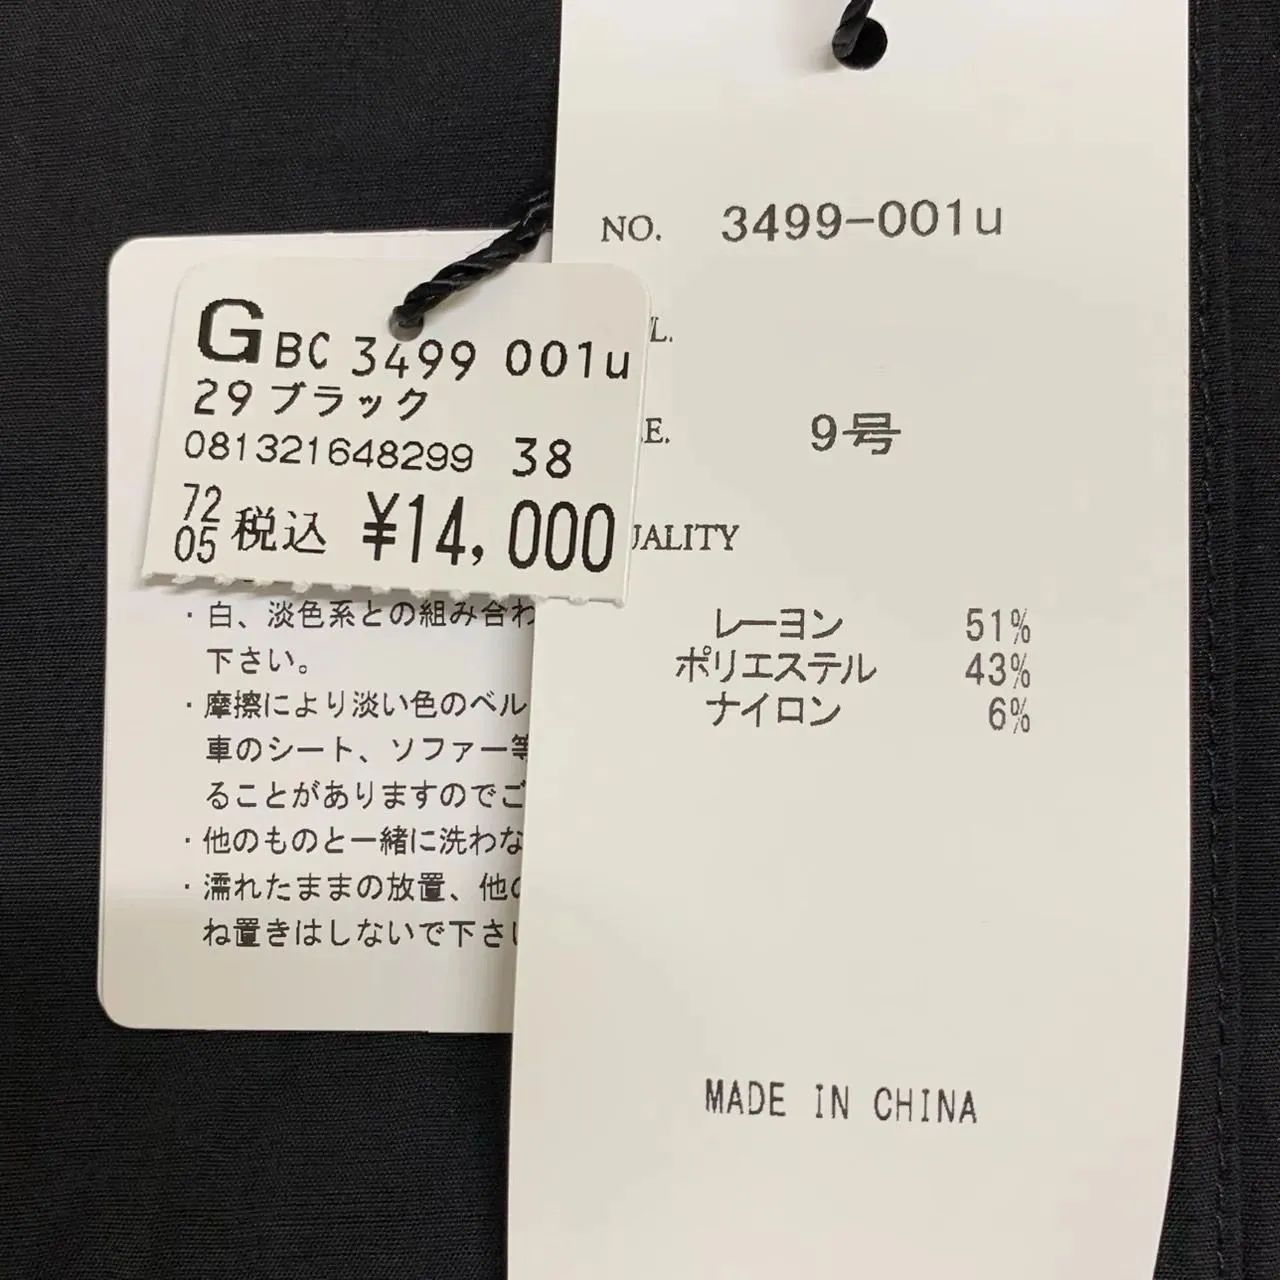 NO. 3499-001u
L.
E. 9号
UALITY
レーヨン 51%
ポリエステル 43%
ナイロン 6%
MADE IN CHINA
G BC 3499 001u
29 ブラック
081321648299 38
72
05 税込 ¥14,000
・白、淡色系との組み合わ
下さい。
・摩擦により淡い色のベル
車のシート、ソファー等
ることがありますのでご
・他のものと一緒に洗わな
・濡れたままの放置、他の
ね置きはしないで下さい